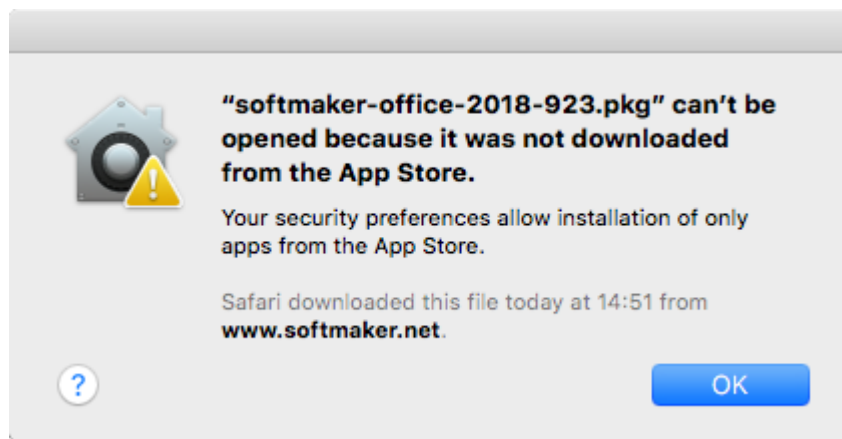 “softmaker-office-2018-923.pkg” can’t be
opened because it was not downloaded
from the App Store.
Your security preferences allow installation of only
apps from the App Store.
Safari downloaded this file today at 14:51 from
www.softmaker.net.
?
OK